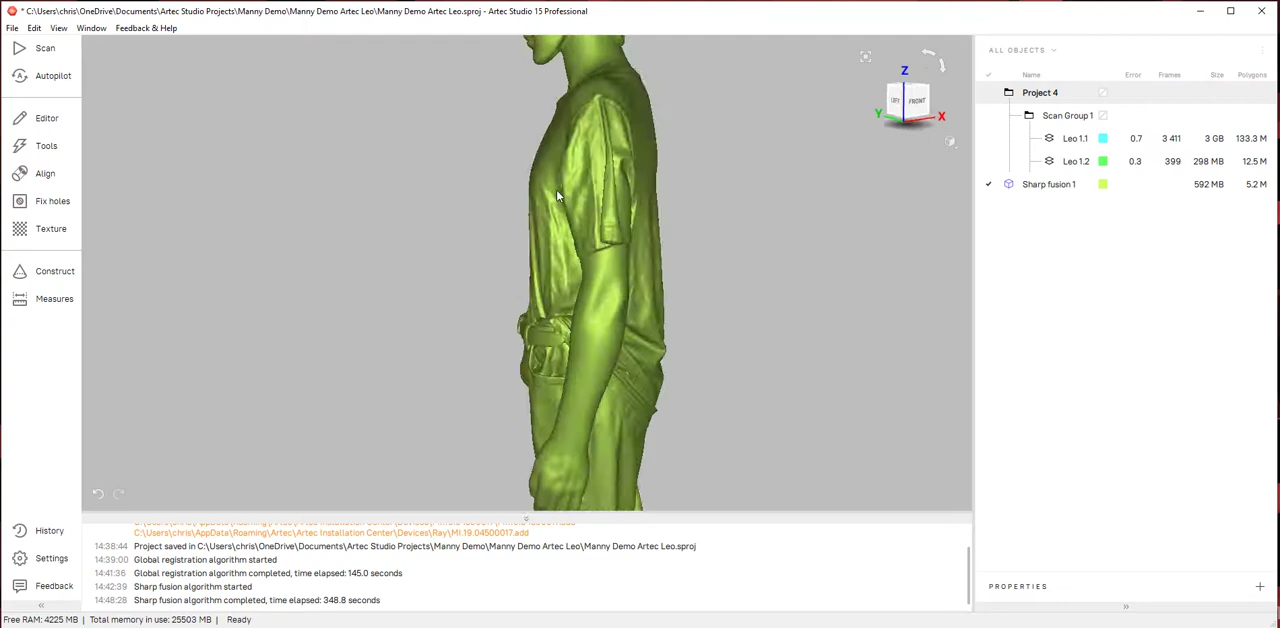 * C:\Users\chris\OneDrive\Documents\Artec Studio Projects\Manny Demo\Manny Demo Artec Leo\Manny Demo Artec Leo.sproj - Artec Studio 15 Professional
File Edit View Window Feedback & Help
Scan
Autopilot
Editor
Tools
Align
Fix holes
Texture
Construct
Measures
History
Settings
Feedback
Z
LEFT FRONT
Y X
ALL OBJECTS
Name Error Frames Size Polygons
Project 4
Scan Group 1
Leo 1.1 0.7 3 411 3 GB 133.3 M
Leo 1.2 0.3 399 298 MB 12.5 M
Sharp fusion 1 592 MB 5.2 M
C:\Users\chris\AppData\Roaming\Artec\Artec Installation Center\Devices\Ray\MI.19.04500017.add
14:38:44 Project saved in C:\Users\chris\OneDrive\Documents\Artec Studio Projects\Manny Demo\Manny Demo Artec Leo\Manny Demo Artec Leo.sproj
14:39:00 Global registration algorithm started
14:41:36 Global registration algorithm completed, time elapsed: 145.0 seconds
14:42:39 Sharp fusion algorithm started
14:48:28 Sharp fusion algorithm completed, time elapsed: 348.8 seconds
PROPERTIES
Free RAM: 4225 MB | Total memory in use: 25503 MB | Ready